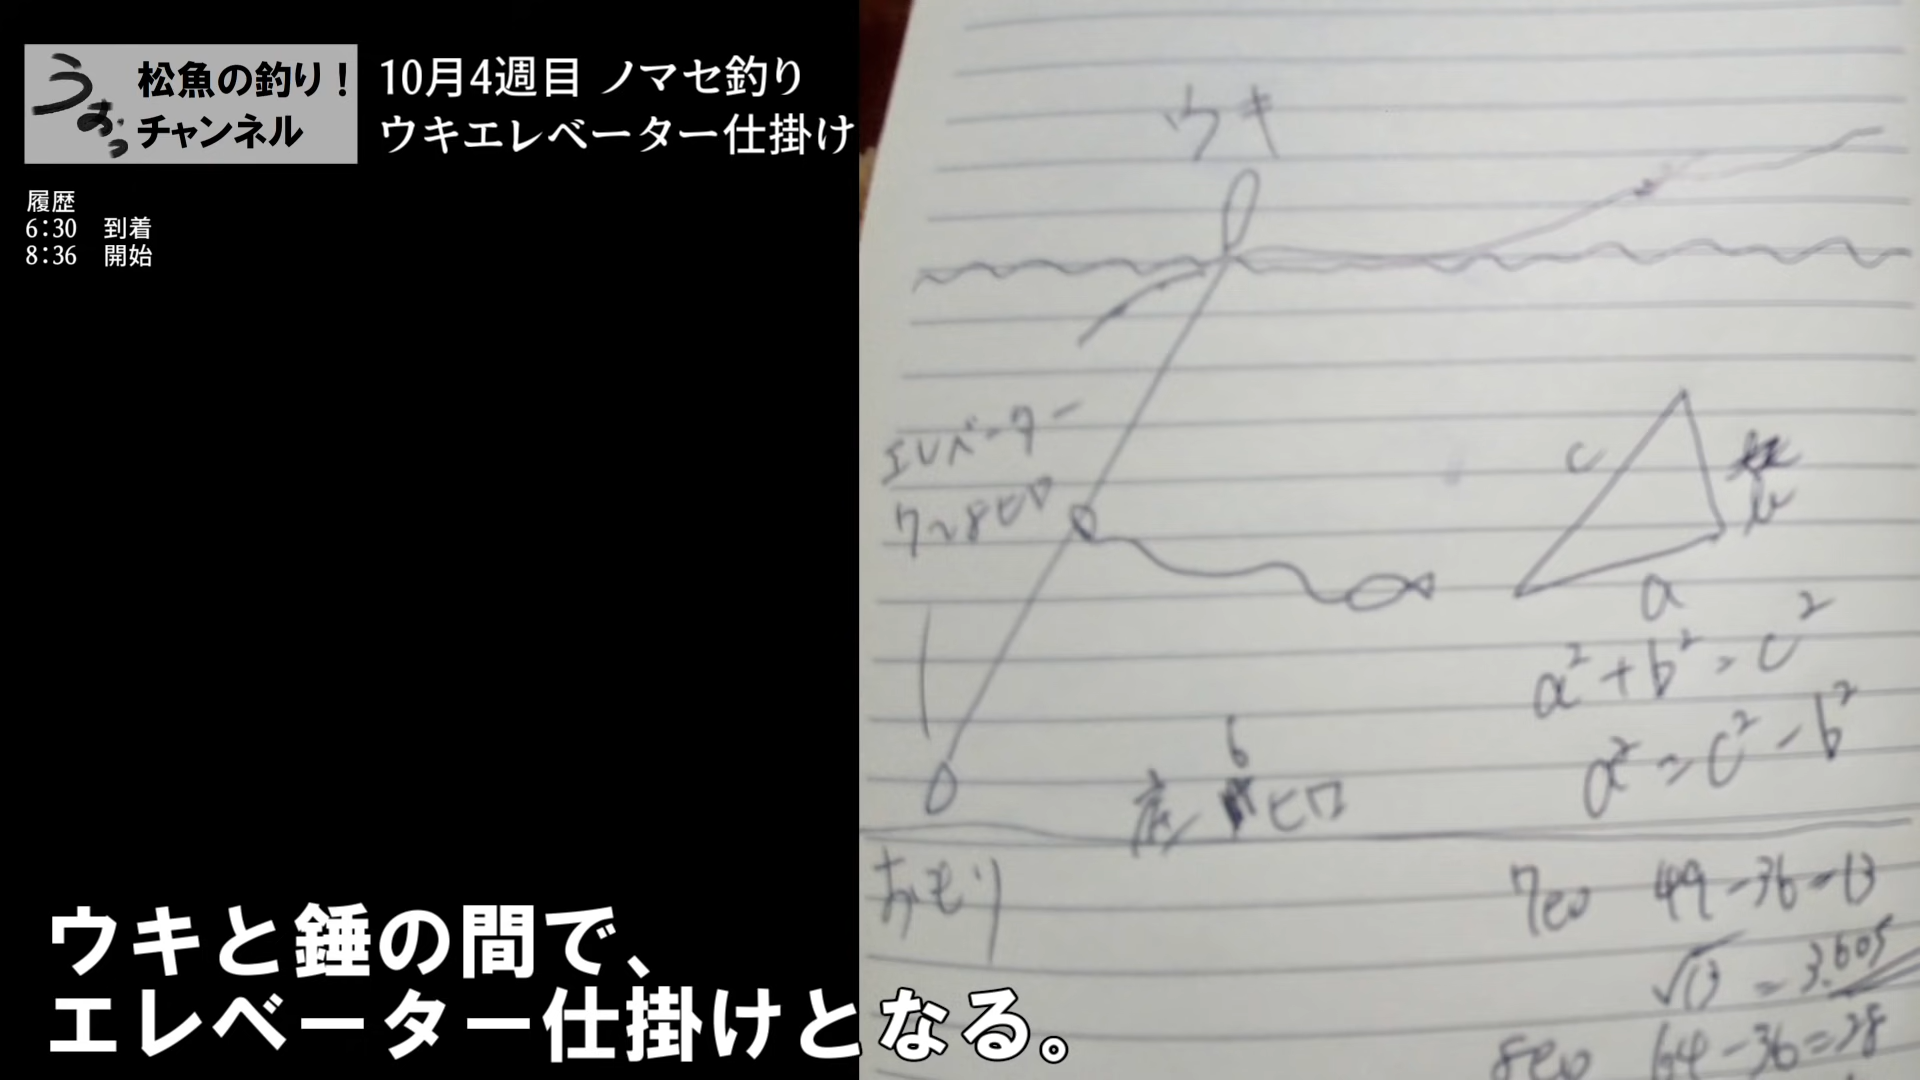 うおっ
松魚の釣り！
チャンネル
10月4週目 ノマセ釣り
ウキエレベーター仕掛け
履歴
6:30 到着
8:36 開始
ウキ
エレベーター
7〜8ヒロ
c
b
a
a²+b²=c²
a²=c²-b²
6
底 ヒロ
おもり
7ヒロ 49-36=13
√13=3.605
8ヒロ 64-36=28
ウキと錘の間で、
エレベーター仕掛けとなる。